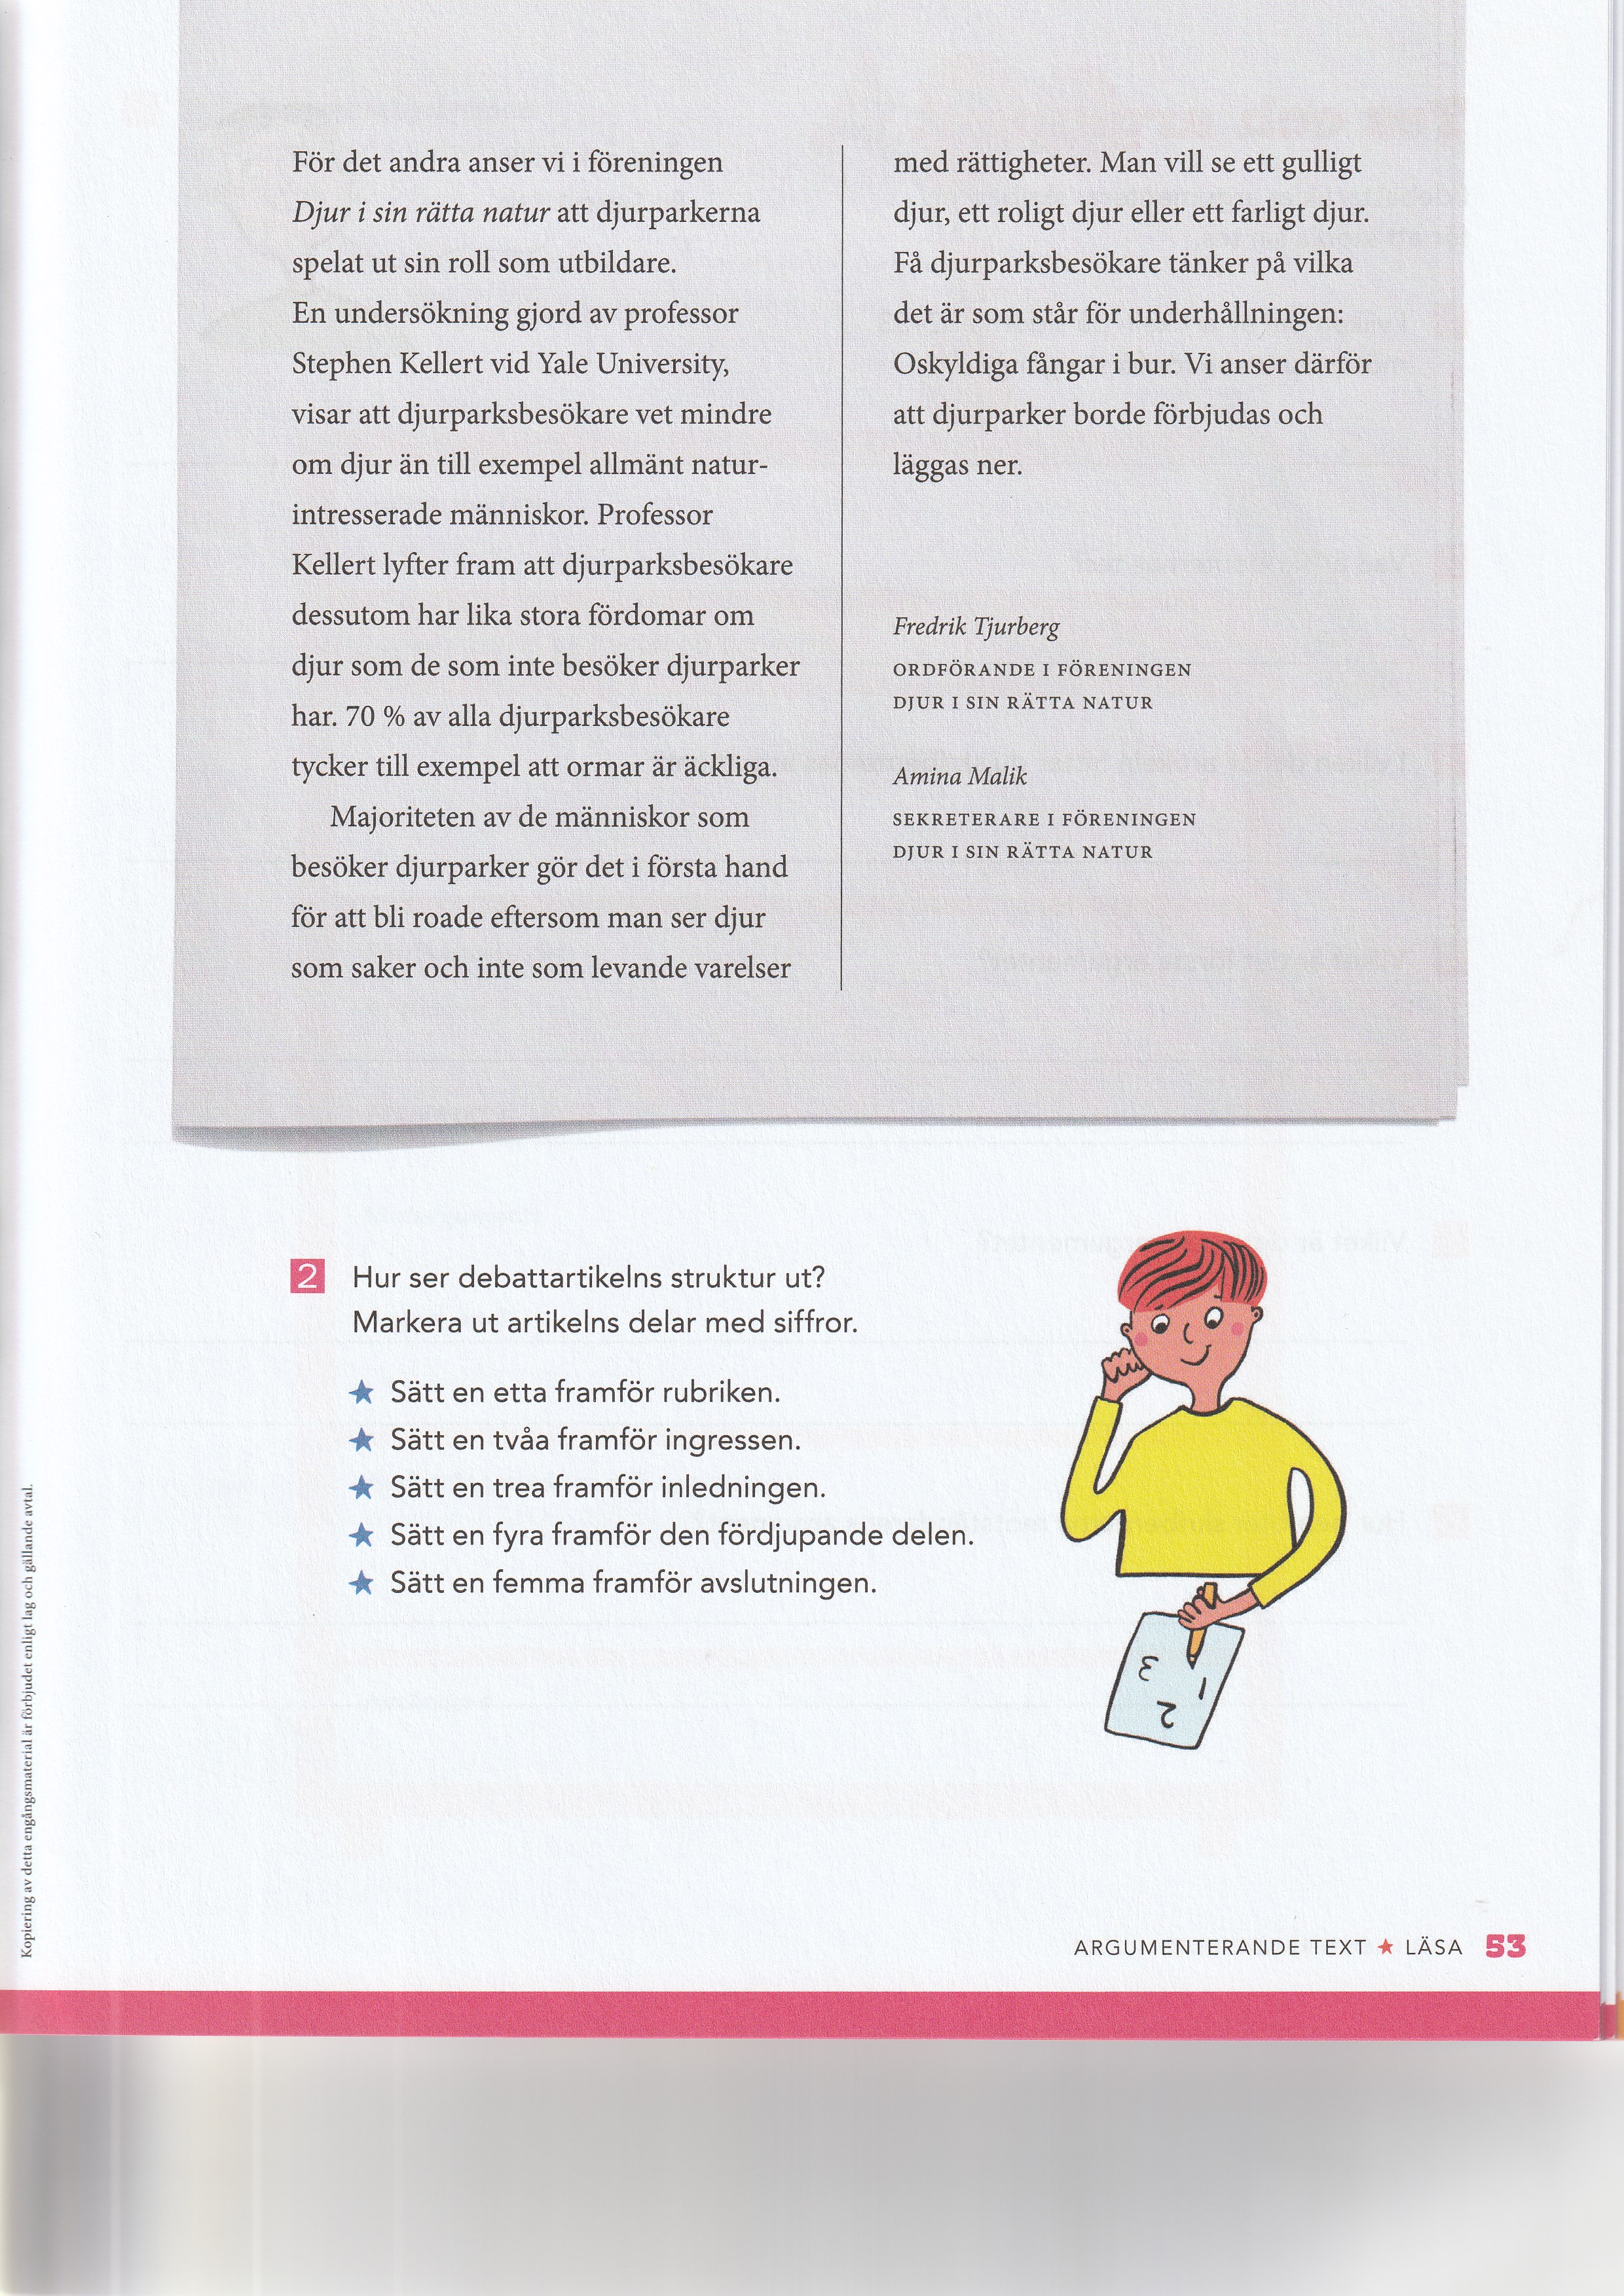 För det andra anser vi i föreningen
Djur i sin rätta natur att djurparkerna
spelat ut sin roll som utbildare.
En undersökning gjord av professor
Stephen Kellert vid Yale University,
visar att djurparksbesökare vet mindre
om djur än till exempel allmänt natur-
intresserade människor. Professor
Kellert lyfter fram att djurparksbesökare
dessutom har lika stora fördomar om
djur som de som inte besöker djurparker
har. 70 % av alla djurparksbesökare
tycker till exempel att ormar är äckliga.
Majoriteten av de människor som
besöker djurparker gör det i första hand
för att bli roade eftersom man ser djur
som saker och inte som levande varelser
med rättigheter. Man vill se ett gulligt
djur, ett roligt djur eller ett farligt djur.
Få djurparksbesökare tänker på vilka
det är som står för underhållningen:
Oskyldiga fångar i bur. Vi anser därför
att djurparker borde förbjudas och
läggas ner.
Fredrik Tjurberg
ORDFÖRANDE I FÖRENINGEN
DJUR I SIN RÄTTA NATUR
Amina Malik
SEKRETERARE I FÖRENINGEN
DJUR I SIN RÄTTA NATUR
2 Hur ser debattartikelns struktur ut?
Markera ut artikelns delar med siffror.
★ Sätt en etta framför rubriken.
★ Sätt en tvåa framför ingressen.
★ Sätt en trea framför inledningen.
★ Sätt en fyra framför den fördjupande delen.
★ Sätt en femma framför avslutningen.
1
2
3
Kopiering av detta engångsmaterial är förbjudet enligt lag och gällande avtal.
ARGUMENTERANDE TEXT ★ LÄSA 53